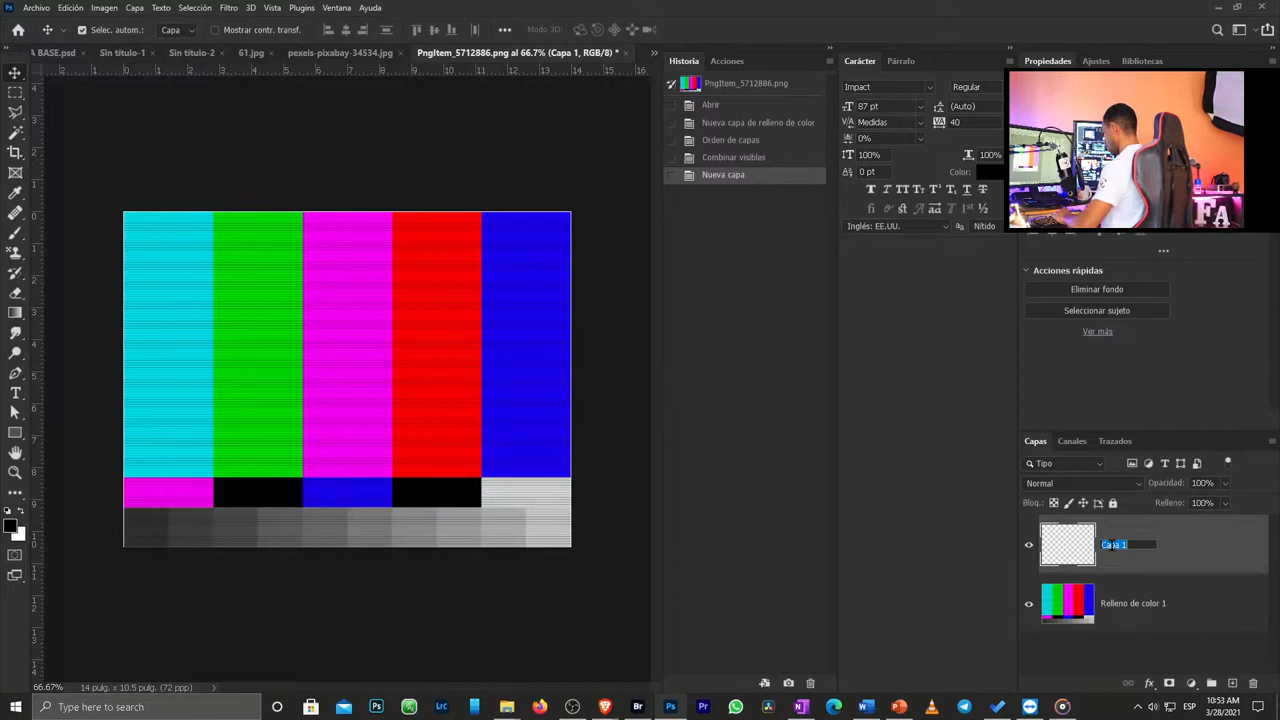 Archivo Edición Imagen Capa Texto Selección Filtro 3D Vista Plugins Ventana Ayuda
Selec. autom.: Capa Mostrar contr. transf. Modo 3D:
A BASE.psd Sin título-1 Sin título-2 61.jpg pexels-pixabay-34534.jpg PngItem_5712886.png al 66.7% (Capa 1, RGB/8) *
Historia Acciones
PngItem_5712886.png
Abrir
Nueva capa de relleno de color
Orden de capas
Combinar visibles
Nueva capa
Carácter Párrafo
Impact Regular
87 pt (Auto)
Medidas 40
0%
100% 100%
0 pt Color:
Inglés: EE.UU. Nítido
Propiedades Ajustes Bibliotecas
FA
Acciones rápidas
Eliminar fondo
Seleccionar sujeto
Ver más
Capas Canales Trazados
Tipo
Normal Opacidad: 100%
Bloq.: Relleno: 100%
Capa 1
Relleno de color 1
66.67% 14 pulg. x 10.5 pulg. (72 ppp)
Type here to search
ESP 10:53 AM
3/28/2021